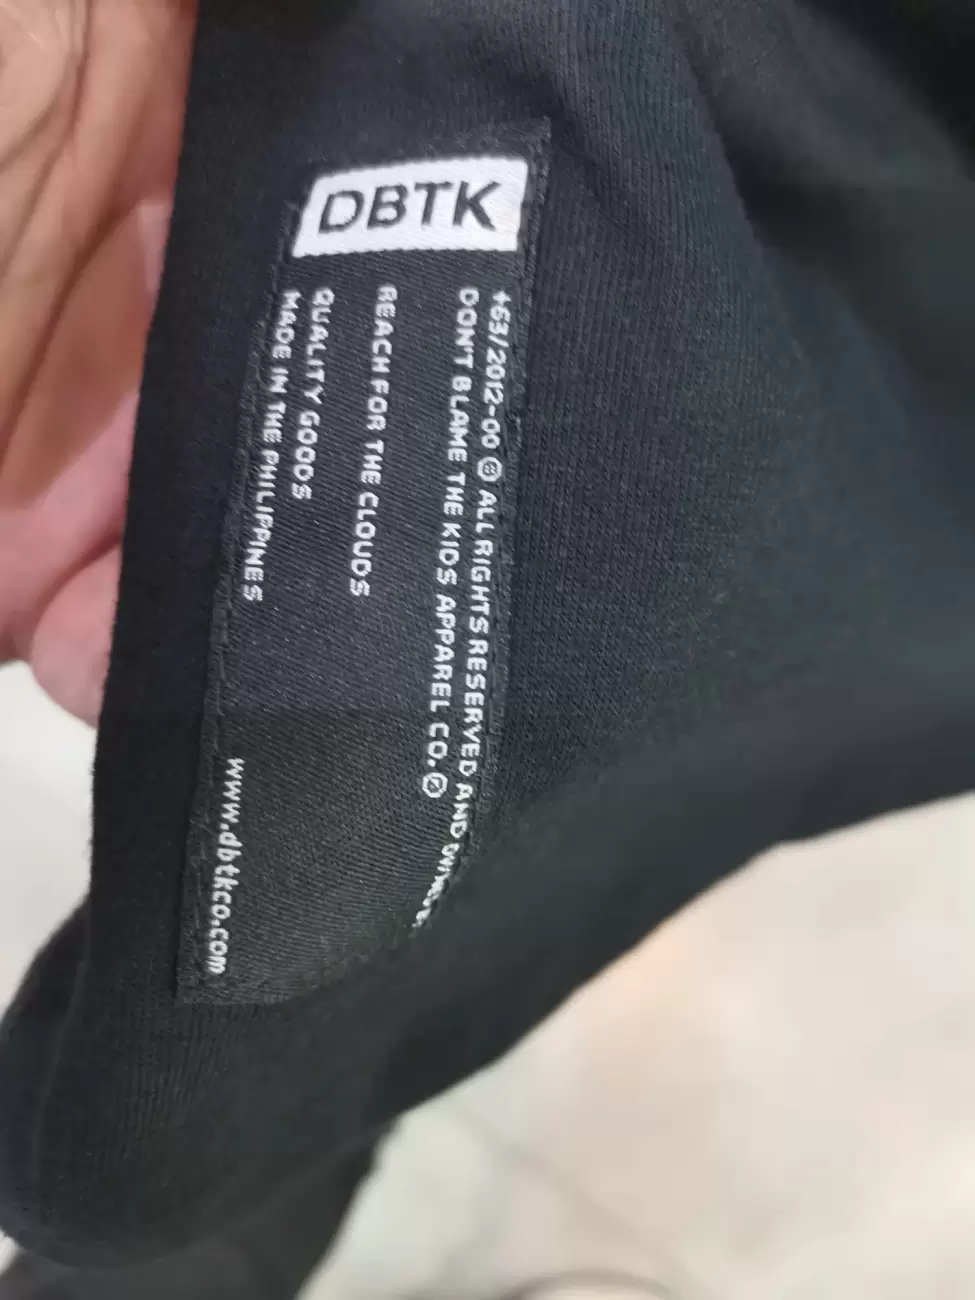 DBTK
+63/2012-00 © ALL RIGHTS RESERVED AND
DON'T BLAME THE KIDS APPAREL CO.©
REACH FOR THE CLOUDS
QUALITY GOODS
MADE IN THE PHILIPPINES
www.dbtkco.com